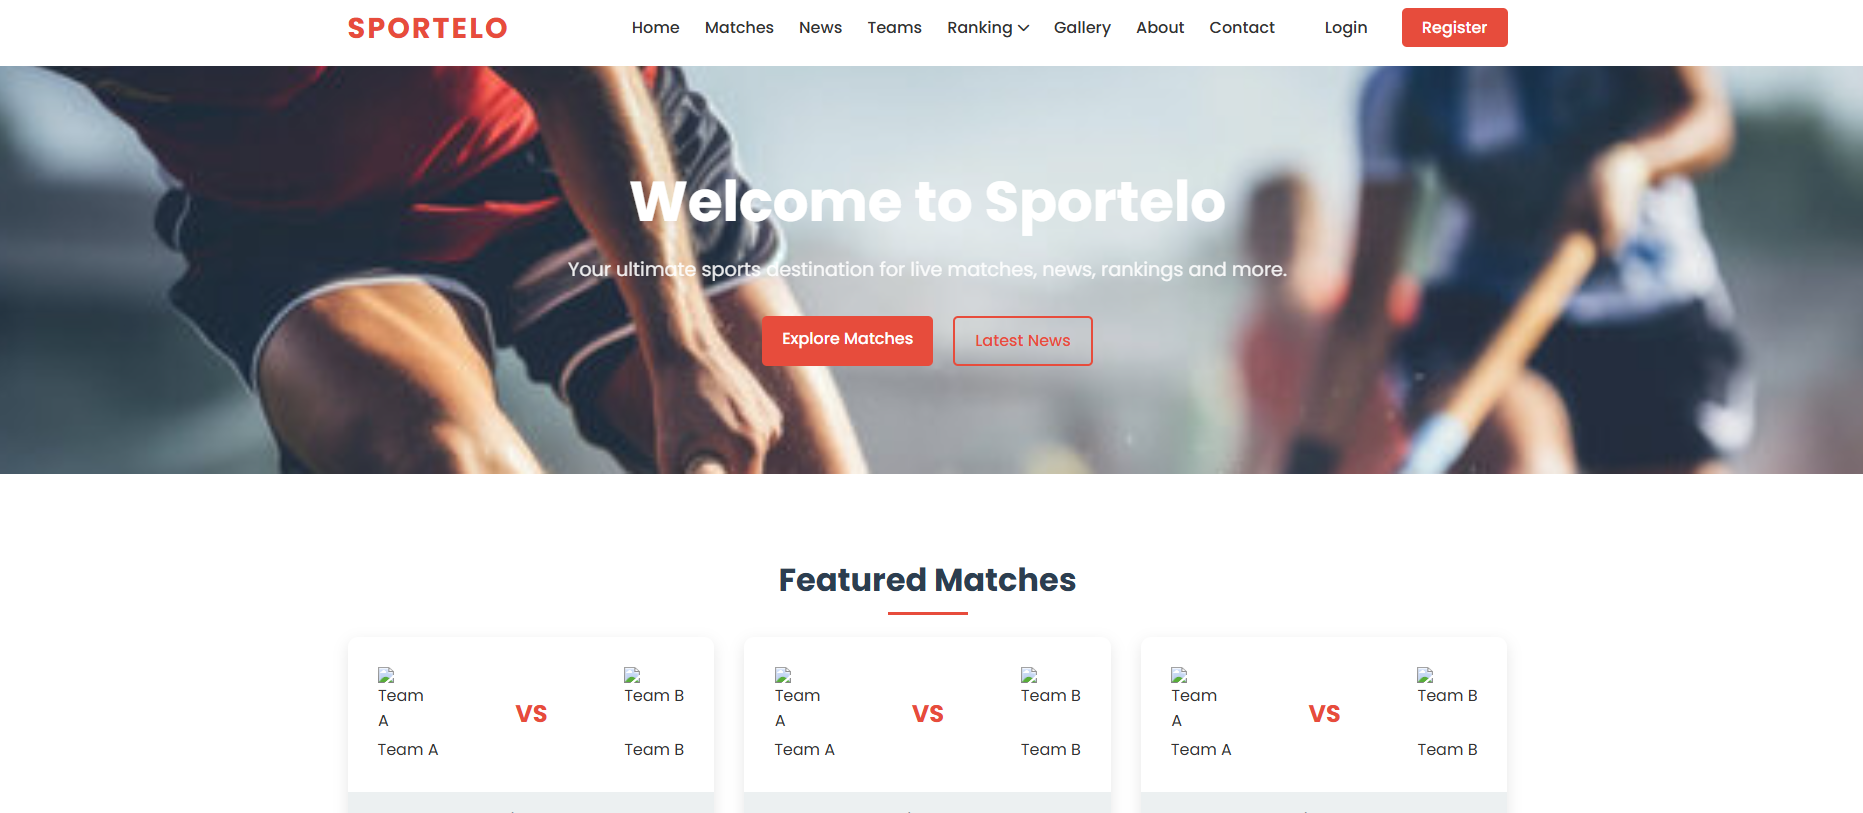 SPORTELO Home Matches News Teams Ranking Gallery About Contact Login Register
Welcome to Sportelo
Your ultimate sports destination for live matches, news, rankings and more.
Explore Matches Latest News
Featured Matches
Team A
Team B
VS
Team A
Team B
Team A
Team B
VS
Team A
Team B
Team A
Team B
VS
Team A
Team B